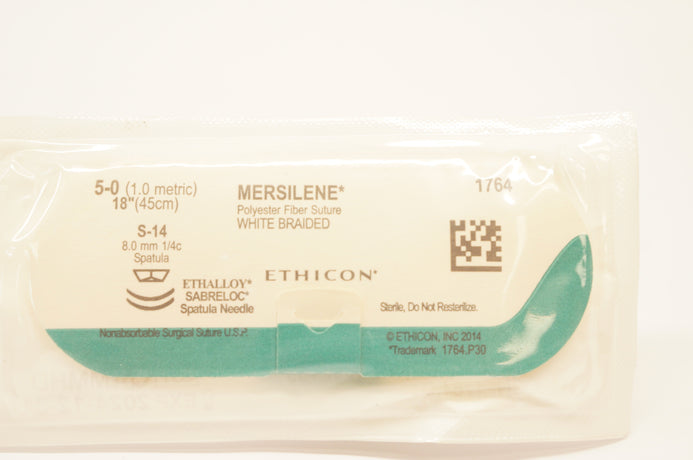 5-0 (1.0 metric)
18"(45cm)
S-14
8.0 mm 1/4c
Spatula
ETHALLOY*
SABRELOC*
Spatula Needle
MERSILENE*
Polyester Fiber Suture
WHITE BRAIDED
ETHICON*
1764
Sterile, Do Not Resterilize.
Nonabsorbable Surgical Suture U.S.P.
© ETHICON, INC 2014
*Trademark 1764.P30